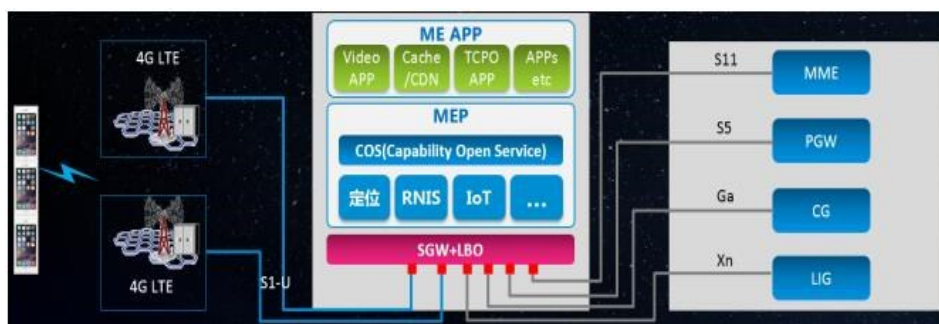 4G LTE
4G LTE
S1-U
ME APP
Video APP
Cache /CDN
TCPO APP
APPs etc
MEP
COS(Capability Open Service)
定位
RNIS
IoT
...
SGW+LBO
S11
MME
S5
PGW
Ga
CG
Xn
LIG